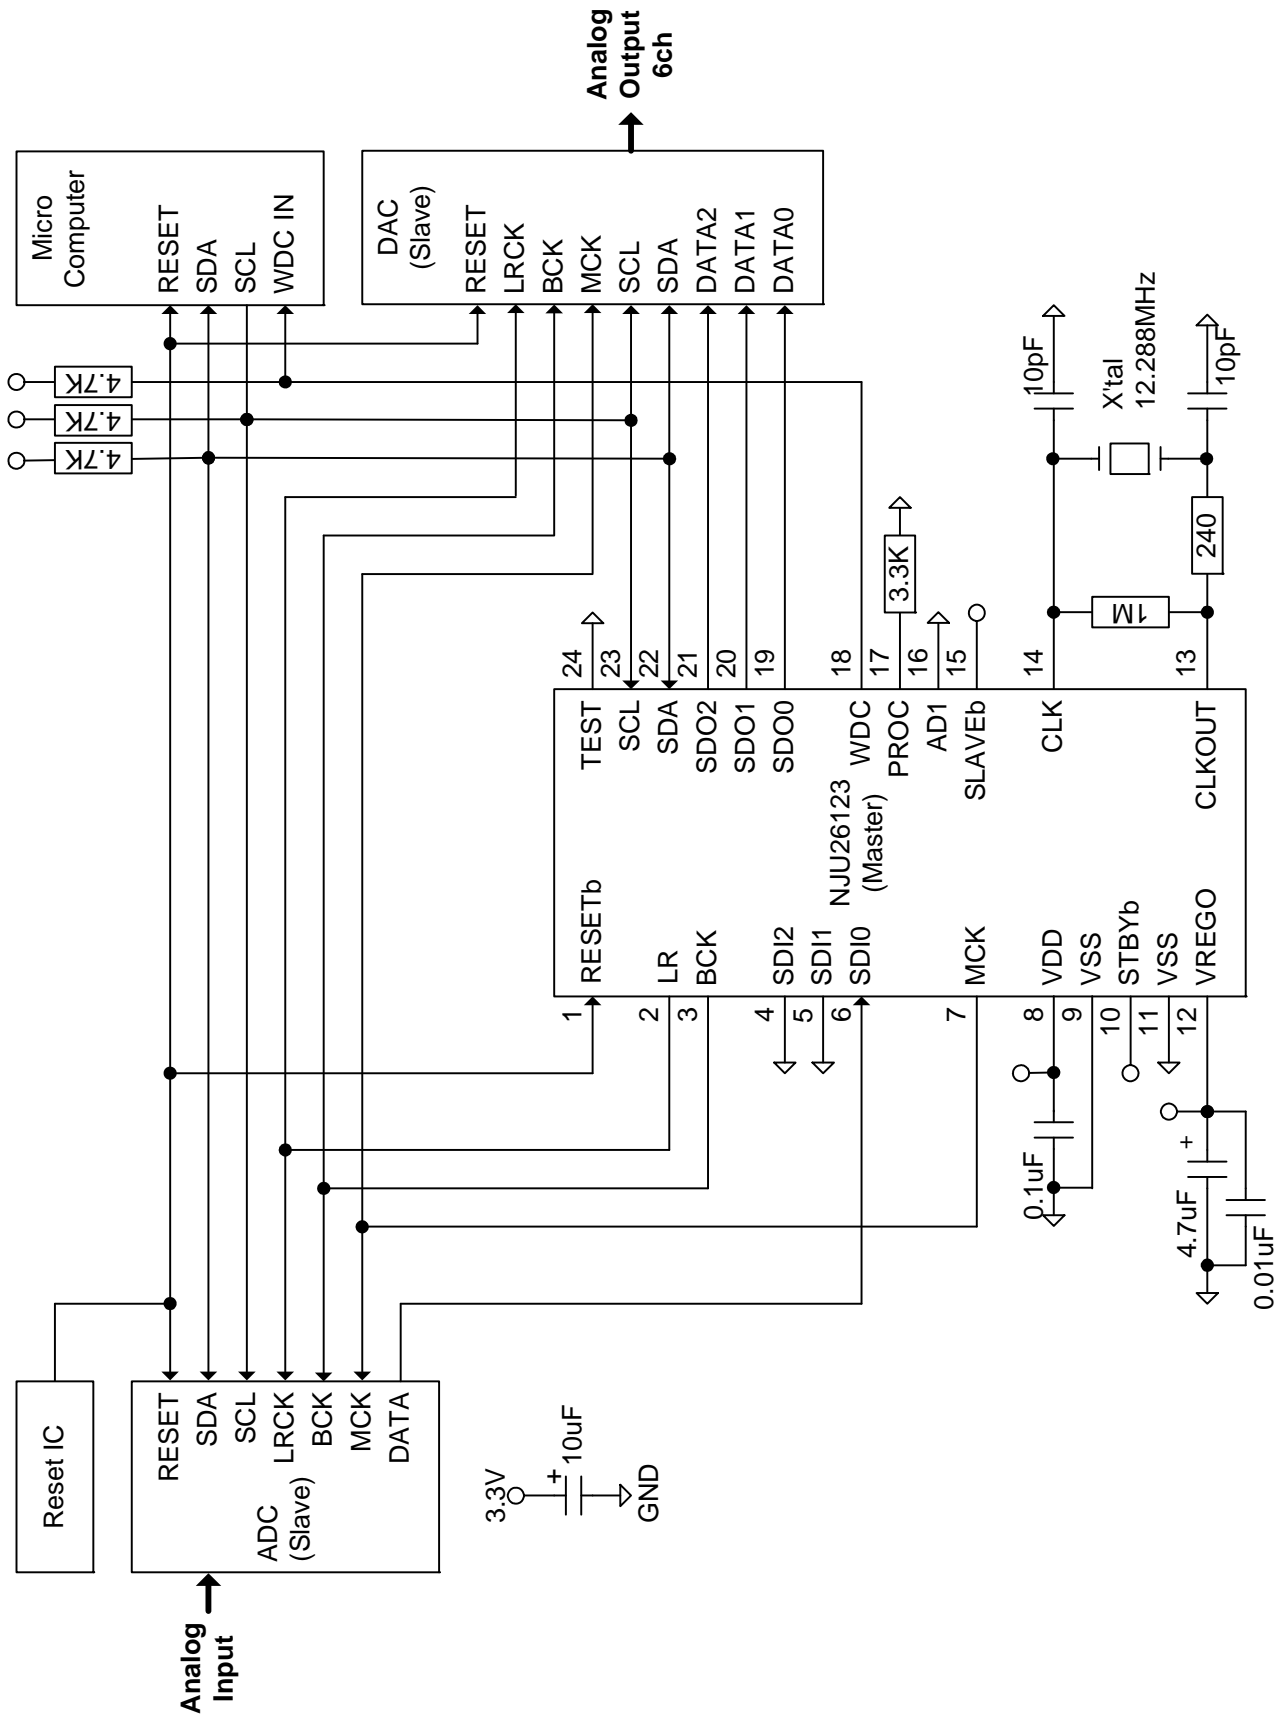 Analog
Input
Reset IC
ADC
(Slave)
RESET
SDA
SCL
LRCK
BCK
MCK
DATA
3.3V
+
10uF
GND
4.7K
4.7K
4.7K
Micro
Computer
RESET
SDA
SCL
WDC IN
DAC
(Slave)
RESET
LRCK
BCK
MCK
SCL
SDA
DATA2
DATA1
DATA0
Analog
Output
6ch
NJU26123
(Master)
1 RESETb
2 LR
3 BCK
4 SDI2
5 SDI1
6 SDI0
7 MCK
8 VDD
9 VSS
10 STBYb
11 VSS
12 VREGO
TEST 24
SCL 23
SDA 22
SDO2 21
SDO1 20
SDO0 19
WDC 18
PROC 17
AD1 16
SLAVEb 15
CLK 14
CLKOUT 13
0.1uF
+
4.7uF
0.01uF
3.3K
1M
240
10pF
X'tal
12.288MHz
10pF